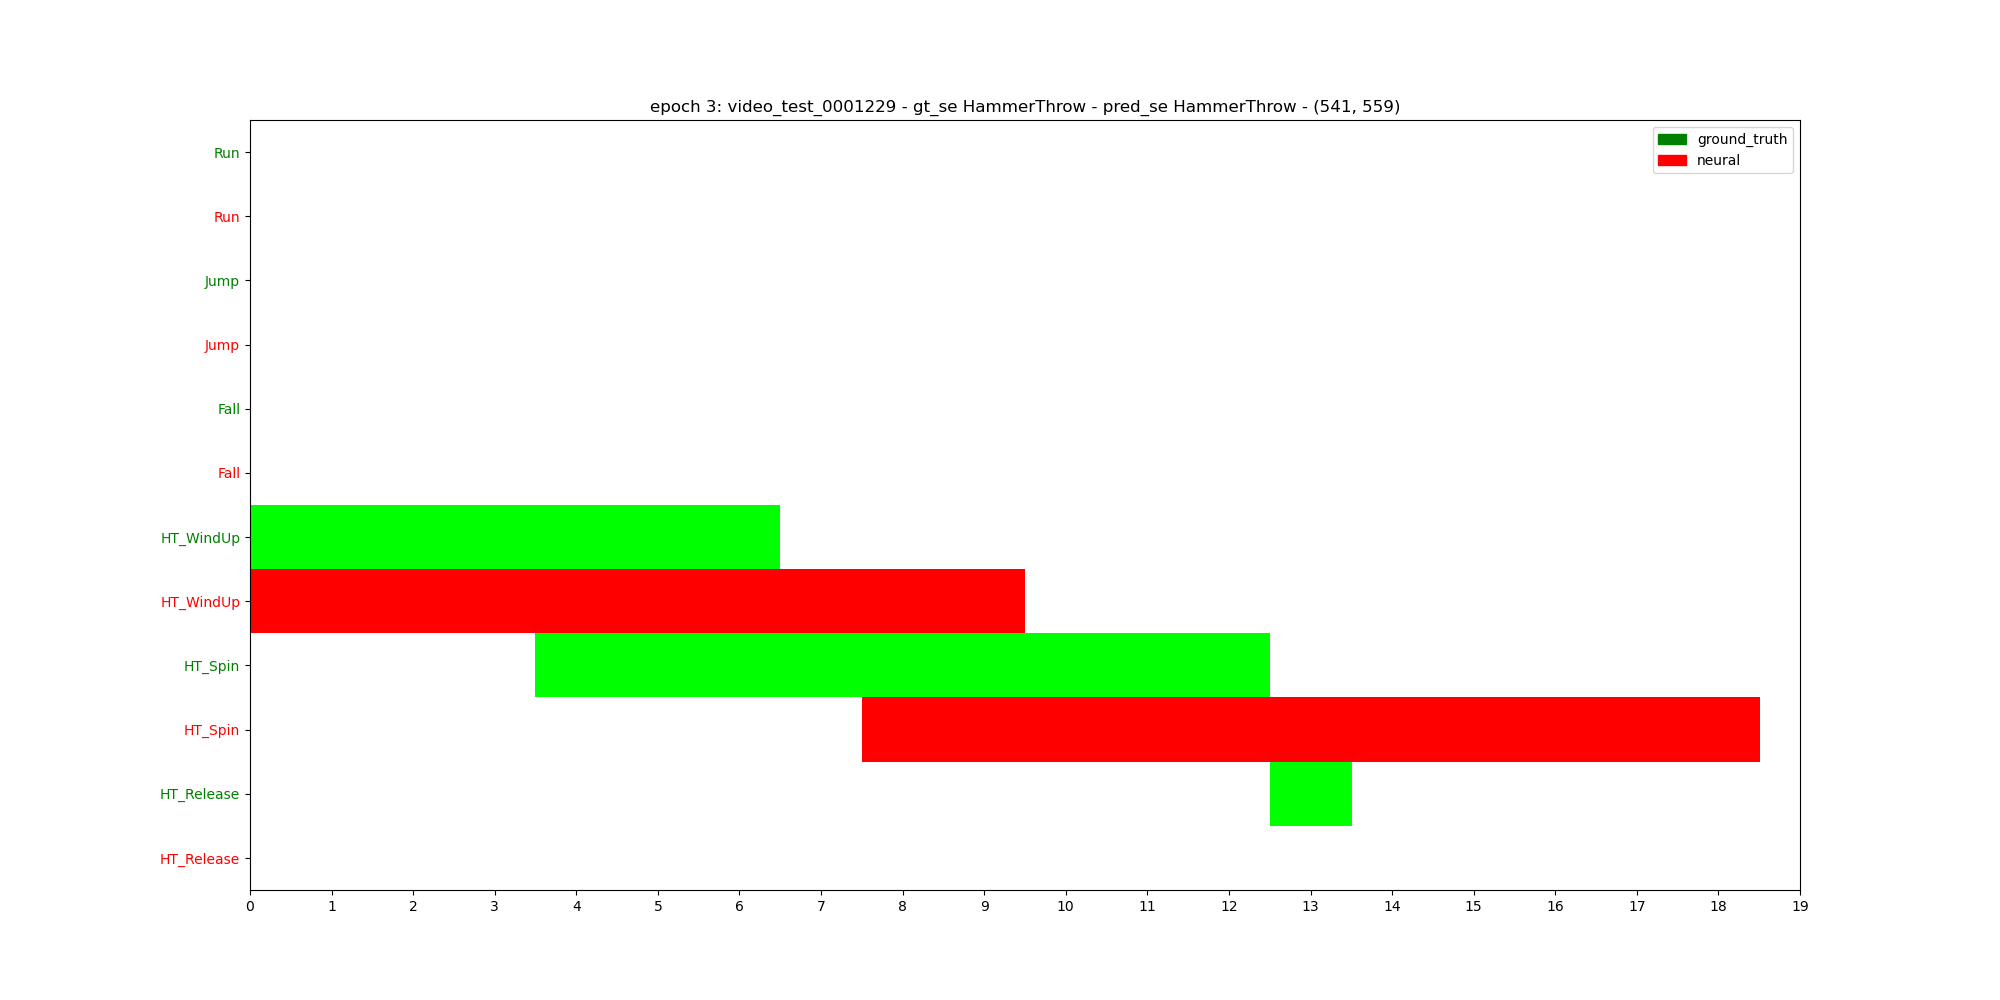 epoch 3: video_test_0001229 - gt_se HammerThrow - pred_se HammerThrow - (541, 559)
ground_truth
neural
Run
Run
Jump
Jump
Fall
Fall
HT_WindUp
HT_WindUp
HT_Spin
HT_Spin
HT_Release
HT_Release
0 1 2 3 4 5 6 7 8 9 10 11 12 13 14 15 16 17 18 19